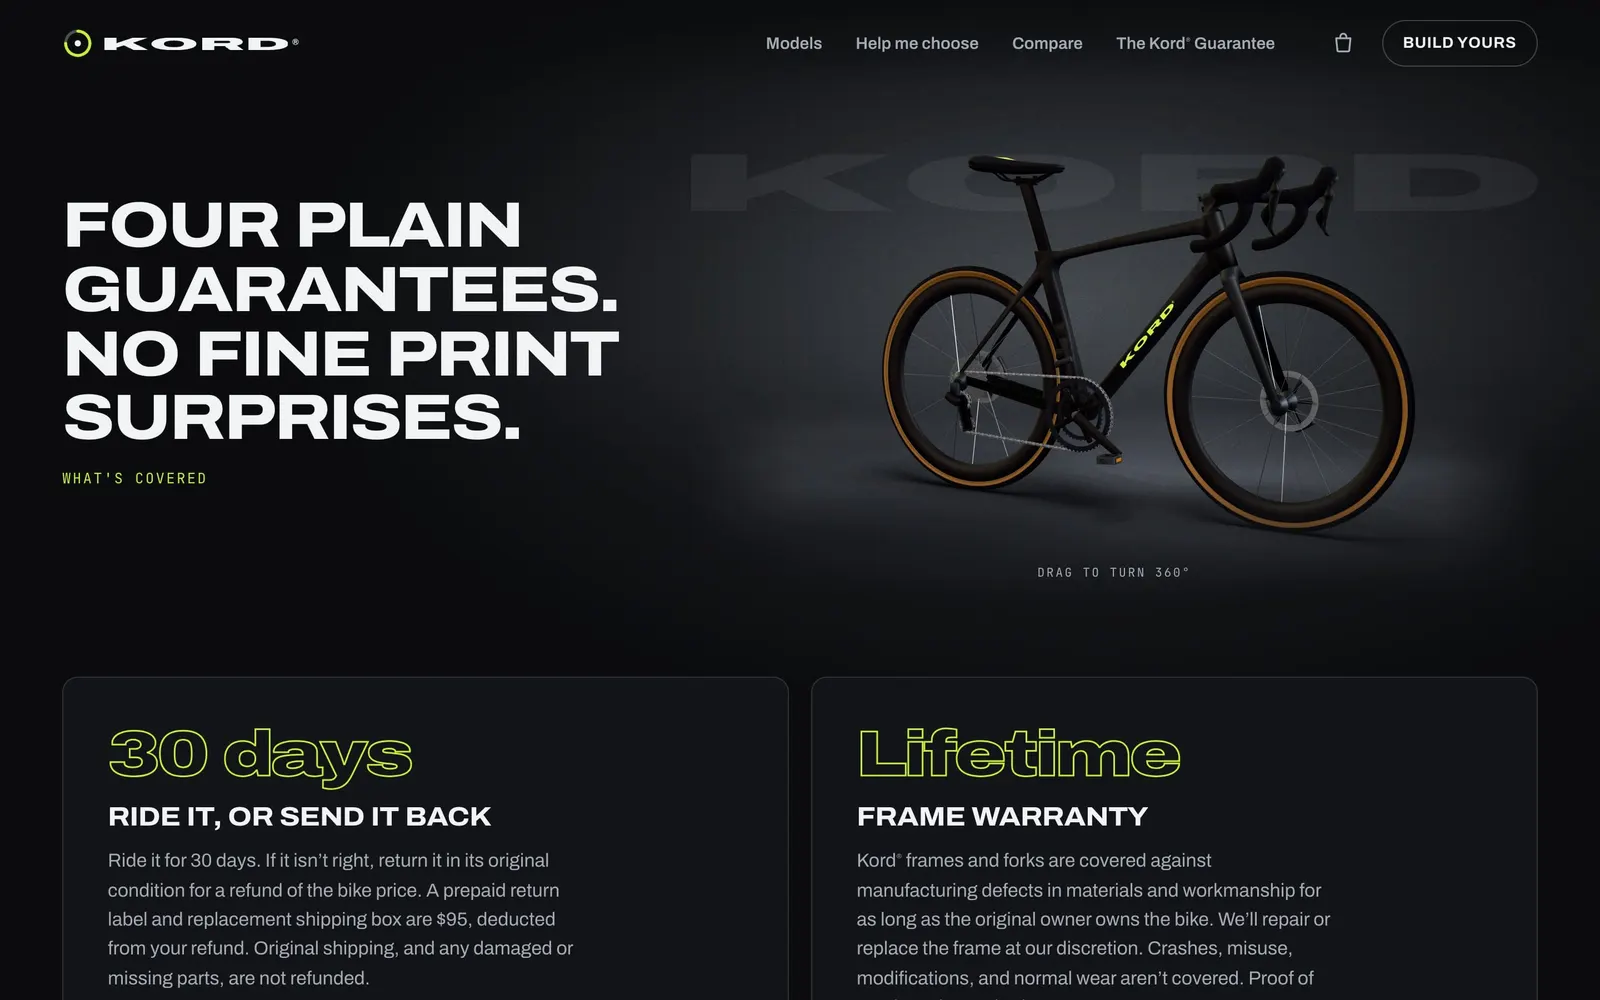 KORD®
Models
Help me choose
Compare
The Kord® Guarantee
BUILD YOURS
KORD
KORD
FOUR PLAIN
GUARANTEES.
NO FINE PRINT
SURPRISES.
WHAT'S COVERED
DRAG TO TURN 360°
30 days
RIDE IT, OR SEND IT BACK
Ride it for 30 days. If it isn’t right, return it in its original
condition for a refund of the bike price. A prepaid return
label and replacement shipping box are $95, deducted
from your refund. Original shipping, and any damaged or
missing parts, are not refunded.
Lifetime
FRAME WARRANTY
Kord® frames and forks are covered against
manufacturing defects in materials and workmanship for
as long as the original owner owns the bike. We’ll repair or
replace the frame at our discretion. Crashes, misuse,
modifications, and normal wear aren’t covered. Proof of